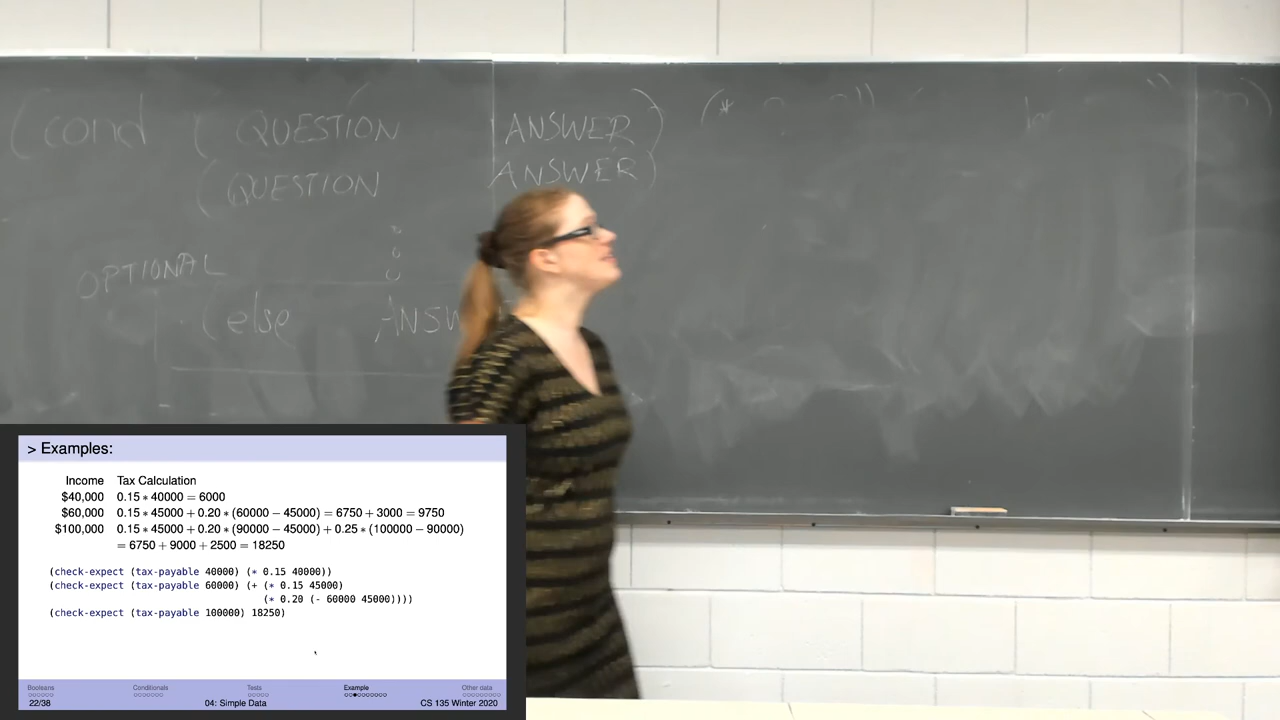 (cond ( QUESTION ANSWER)
(QUESTION ANSWER)
OPTIONAL
(else ANSW
> Examples:
Income Tax Calculation
$40,000 0.15 ∗ 40000 = 6000
$60,000 0.15 ∗ 45000 + 0.20 ∗ (60000 − 45000) = 6750 + 3000 = 9750
$100,000 0.15 ∗ 45000 + 0.20 ∗ (90000 − 45000) + 0.25 ∗ (100000 − 90000)
= 6750 + 9000 + 2500 = 18250
(check-expect (tax-payable 40000) (* 0.15 40000))
(check-expect (tax-payable 60000) (+ (* 0.15 45000)
(* 0.20 (- 60000 45000))))
(check-expect (tax-payable 100000) 18250)
Booleans Conditionals Tests Example Other data
22/38 04: Simple Data CS 135 Winter 2020